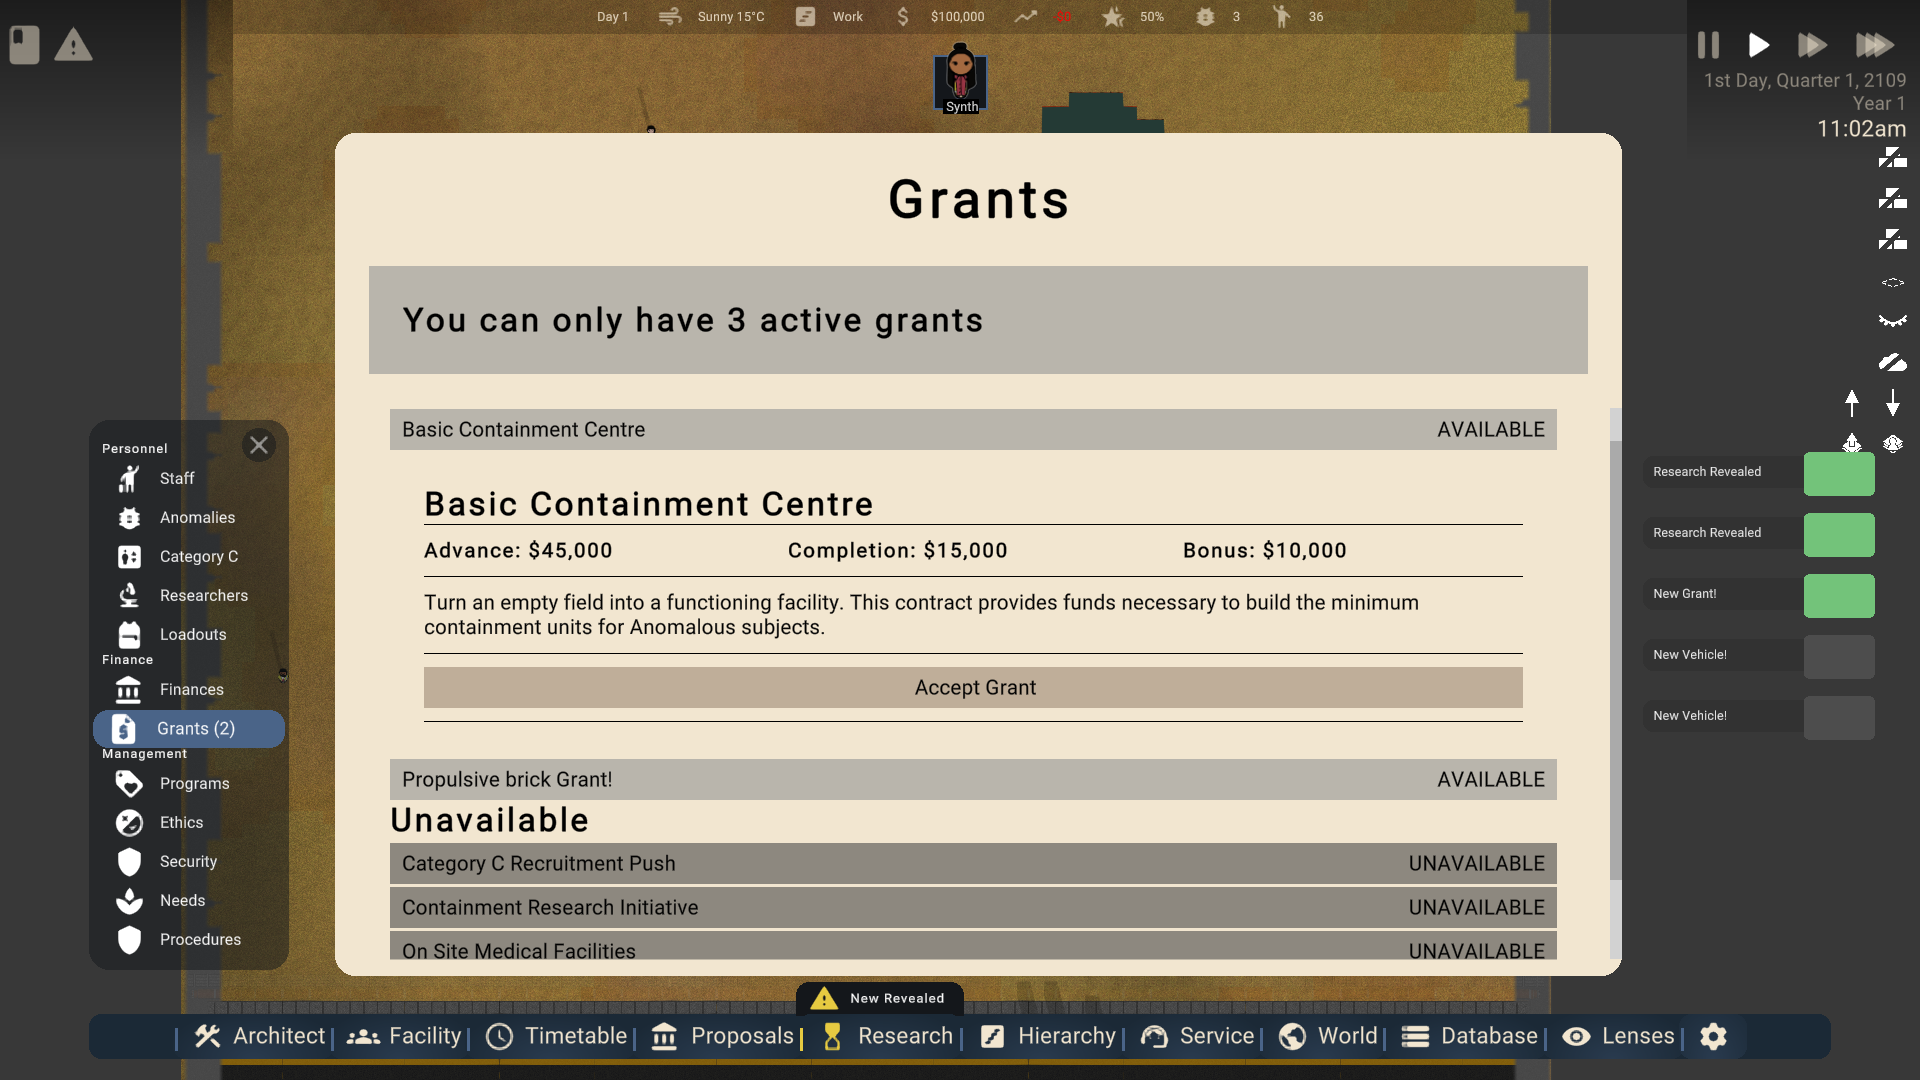 Day 1
Sunny 15°C
Work
$100,000
$0
50%
3
36
1st Day, Quarter 1, 2109
Year 1
11:02am
Synth
Grants
You can only have 3 active grants
Basic Containment Centre AVAILABLE
Basic Containment Centre
Advance: $45,000 Completion: $15,000 Bonus: $10,000
Turn an empty field into a functioning facility. This contract provides funds necessary to build the minimum
containment units for Anomalous subjects.
Accept Grant
Propulsive brick Grant! AVAILABLE
Unavailable
Category C Recruitment Push UNAVAILABLE
Containment Research Initiative UNAVAILABLE
On Site Medical Facilities UNAVAILABLE
Personnel
Staff
Anomalies
Category C
Researchers
Loadouts
Finance
Finances
Grants (2)
Management
Programs
Ethics
Security
Needs
Procedures
Research Revealed
Research Revealed
New Grant!
New Vehicle!
New Vehicle!
New Revealed
Architect
Facility
Timetable
Proposals
Research
Hierarchy
Service
World
Database
Lenses